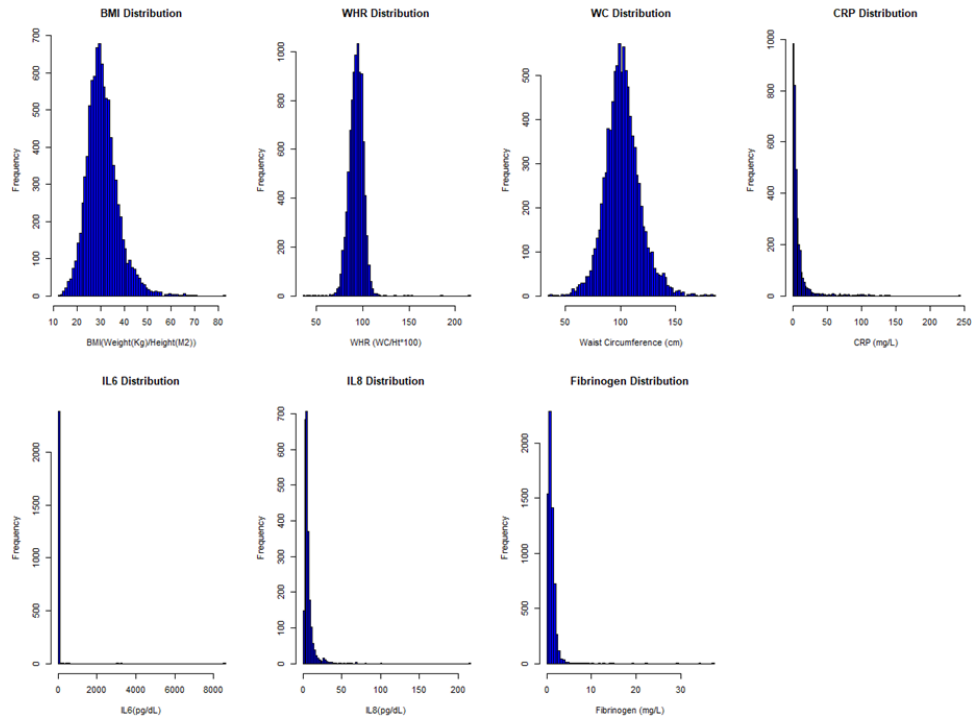 BMI Distribution
WHR Distribution
WC Distribution
CRP Distribution
Frequency
0 100 200 300 400 500 600 700
10 20 30 40 50 60 70 80
BMI(Weight(Kg)/Height(M2))
Frequency
0 200 400 600 800 1000
50 100 150 200
WHR (WC/Ht*100)
Frequency
0 100 200 300 400 500
50 100 150
Waist Circumference (cm)
Frequency
0 200 400 600 800 1000
0 50 100 150 200 250
CRP (mg/L)
IL6 Distribution
IL8 Distribution
Fibrinogen Distribution
Frequency
0 500 1000 1500 2000
0 2000 4000 6000 8000
IL6(pg/dL)
Frequency
0 100 200 300 400 500 600 700
0 50 100 150 200
IL8(pg/dL)
Frequency
0 500 1000 1500 2000
0 10 20 30
Fibrinogen (mg/L)